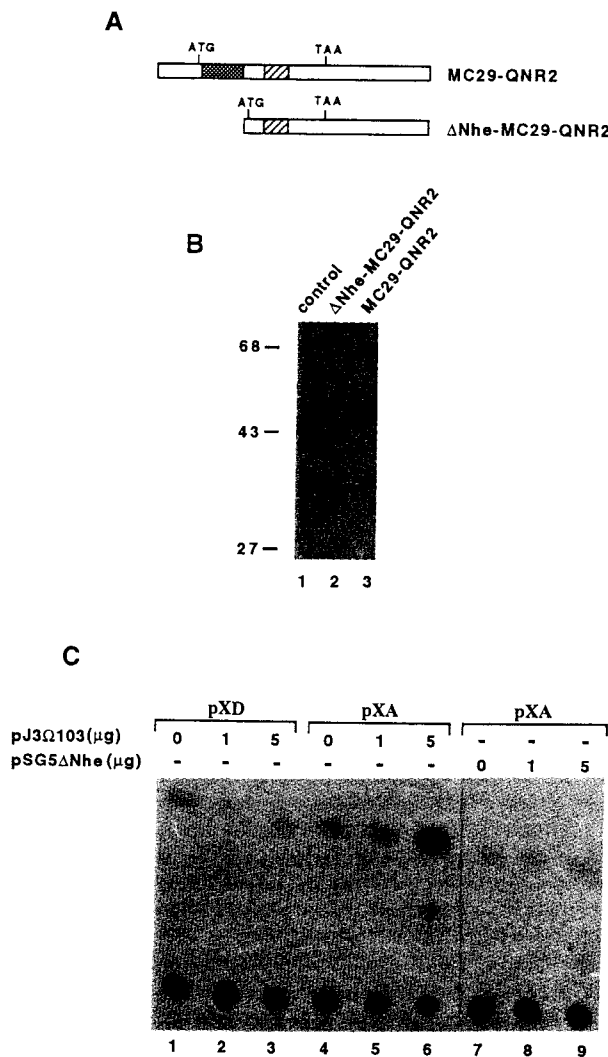 A
ATG TAA
MC29-QNR2
ATG TAA
ΔNhe-MC29-QNR2
B
control
ΔNhe-MC29-QNR2
MC29-QNR2
68
43
27
1 2 3
C
pXD pXA pXA
pJ3Ω103(μg) 0 1 5 0 1 5 - - -
pSG5ΔNhe(μg) - - - - - - 0 1 5
1 2 3 4 5 6 7 8 9